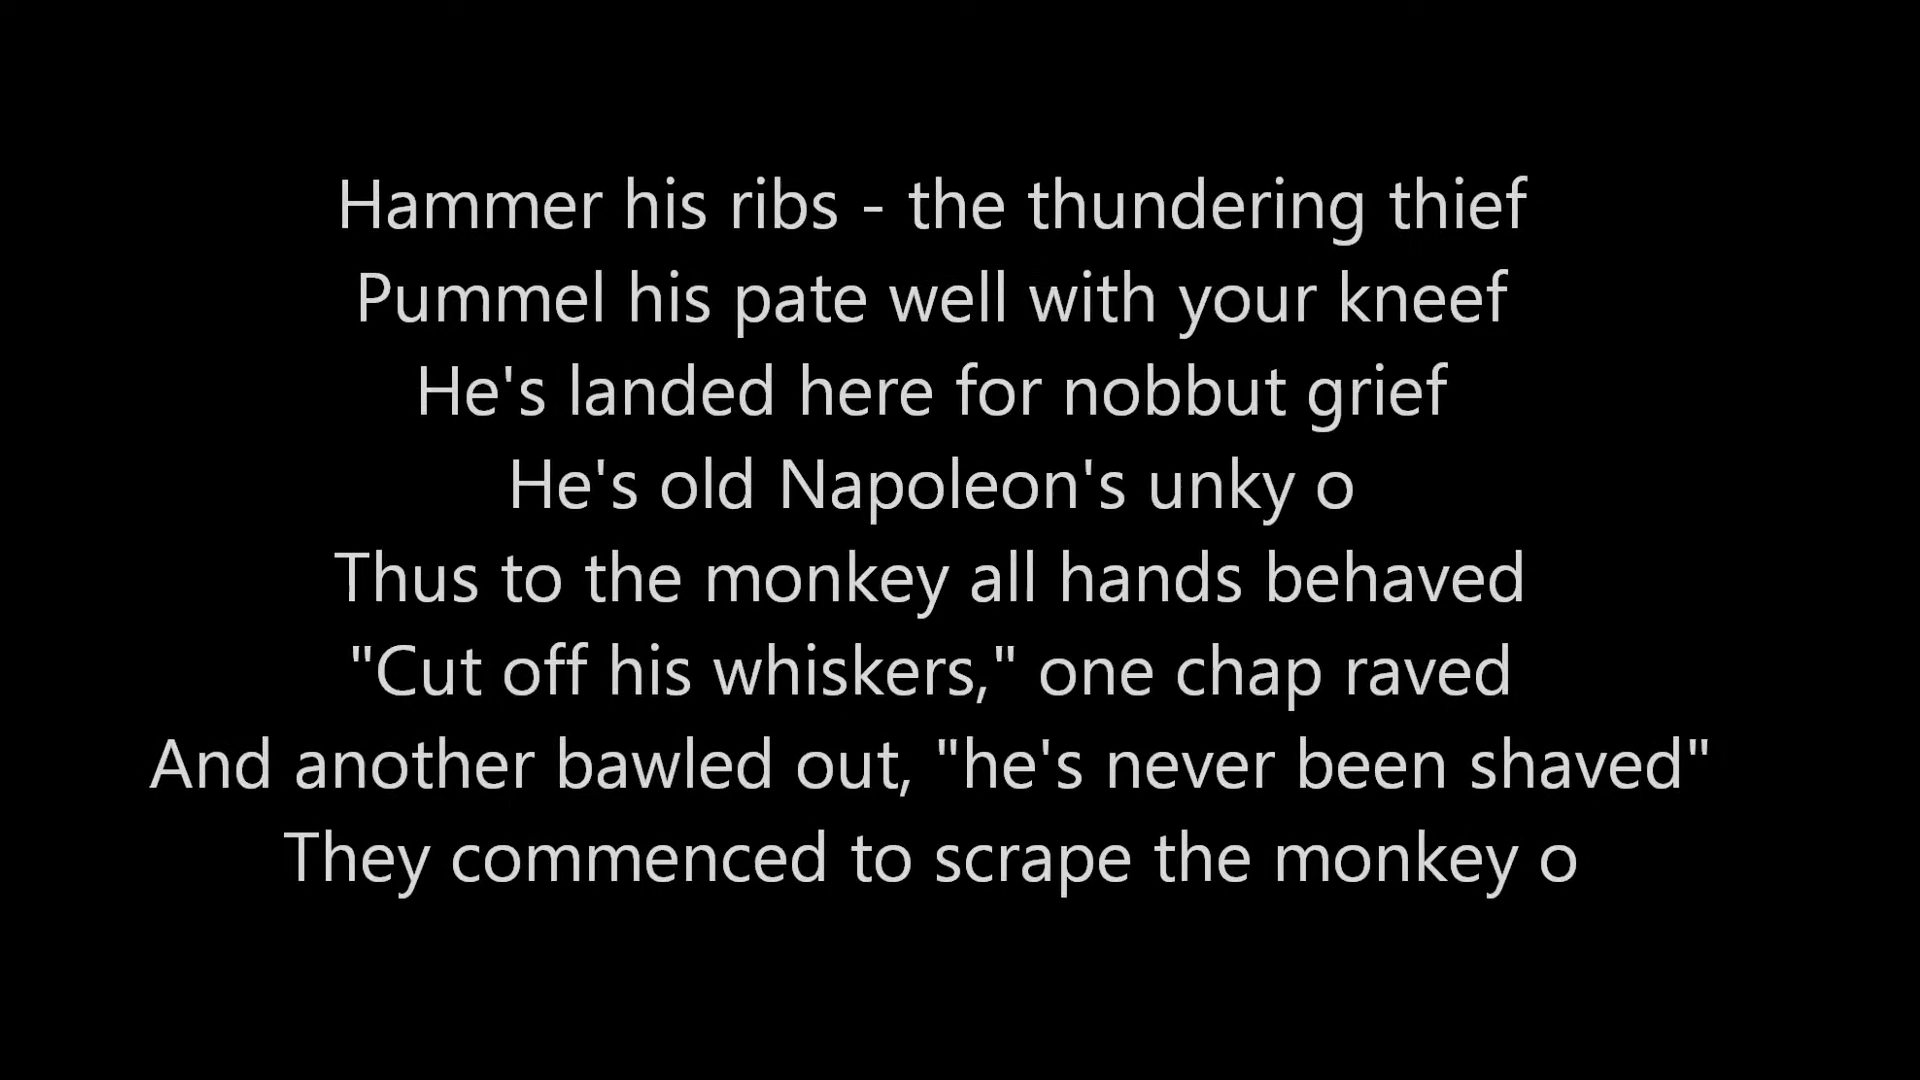 Hammer his ribs - the thundering thief
Pummel his pate well with your kneef
He's landed here for nobbut grief
He's old Napoleon's unky o
Thus to the monkey all hands behaved
"Cut off his whiskers," one chap raved
And another bawled out, "he's never been shaved"
They commenced to scrape the monkey o